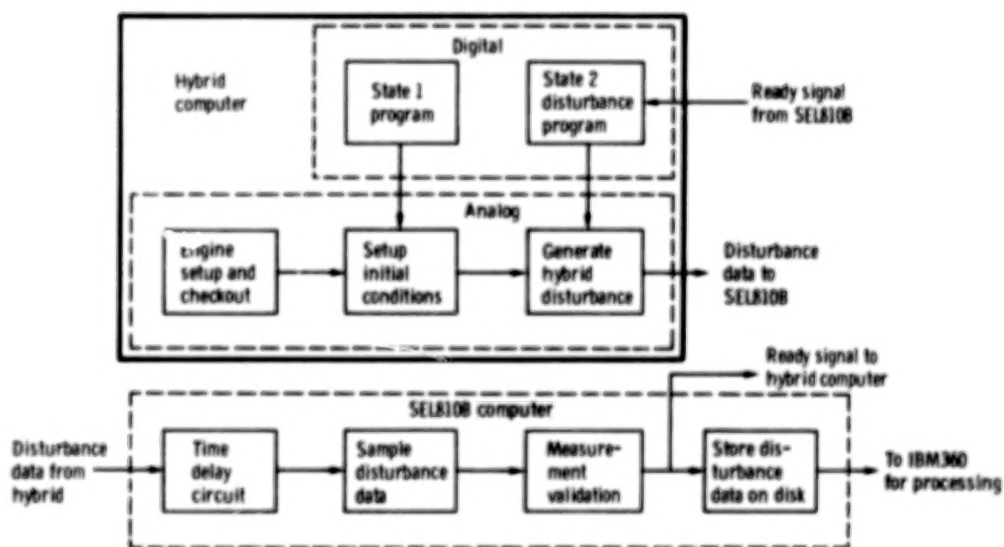 Digital
Hybrid
computer
State 1
program
State 2
disturbance
program
Ready signal
from SEL810B
Analog
Engine
setup and
checkout
Setup
initial
conditions
Generate
hybrid
disturbance
Disturbance
data to
SEL810B
Ready signal to
hybrid computer
SEL810B computer
Disturbance
data from
hybrid
Time
delay
circuit
Sample
disturbance
data
Measure-
ment
validation
Store dis-
turbance
data on disk
To IBM360
for processing